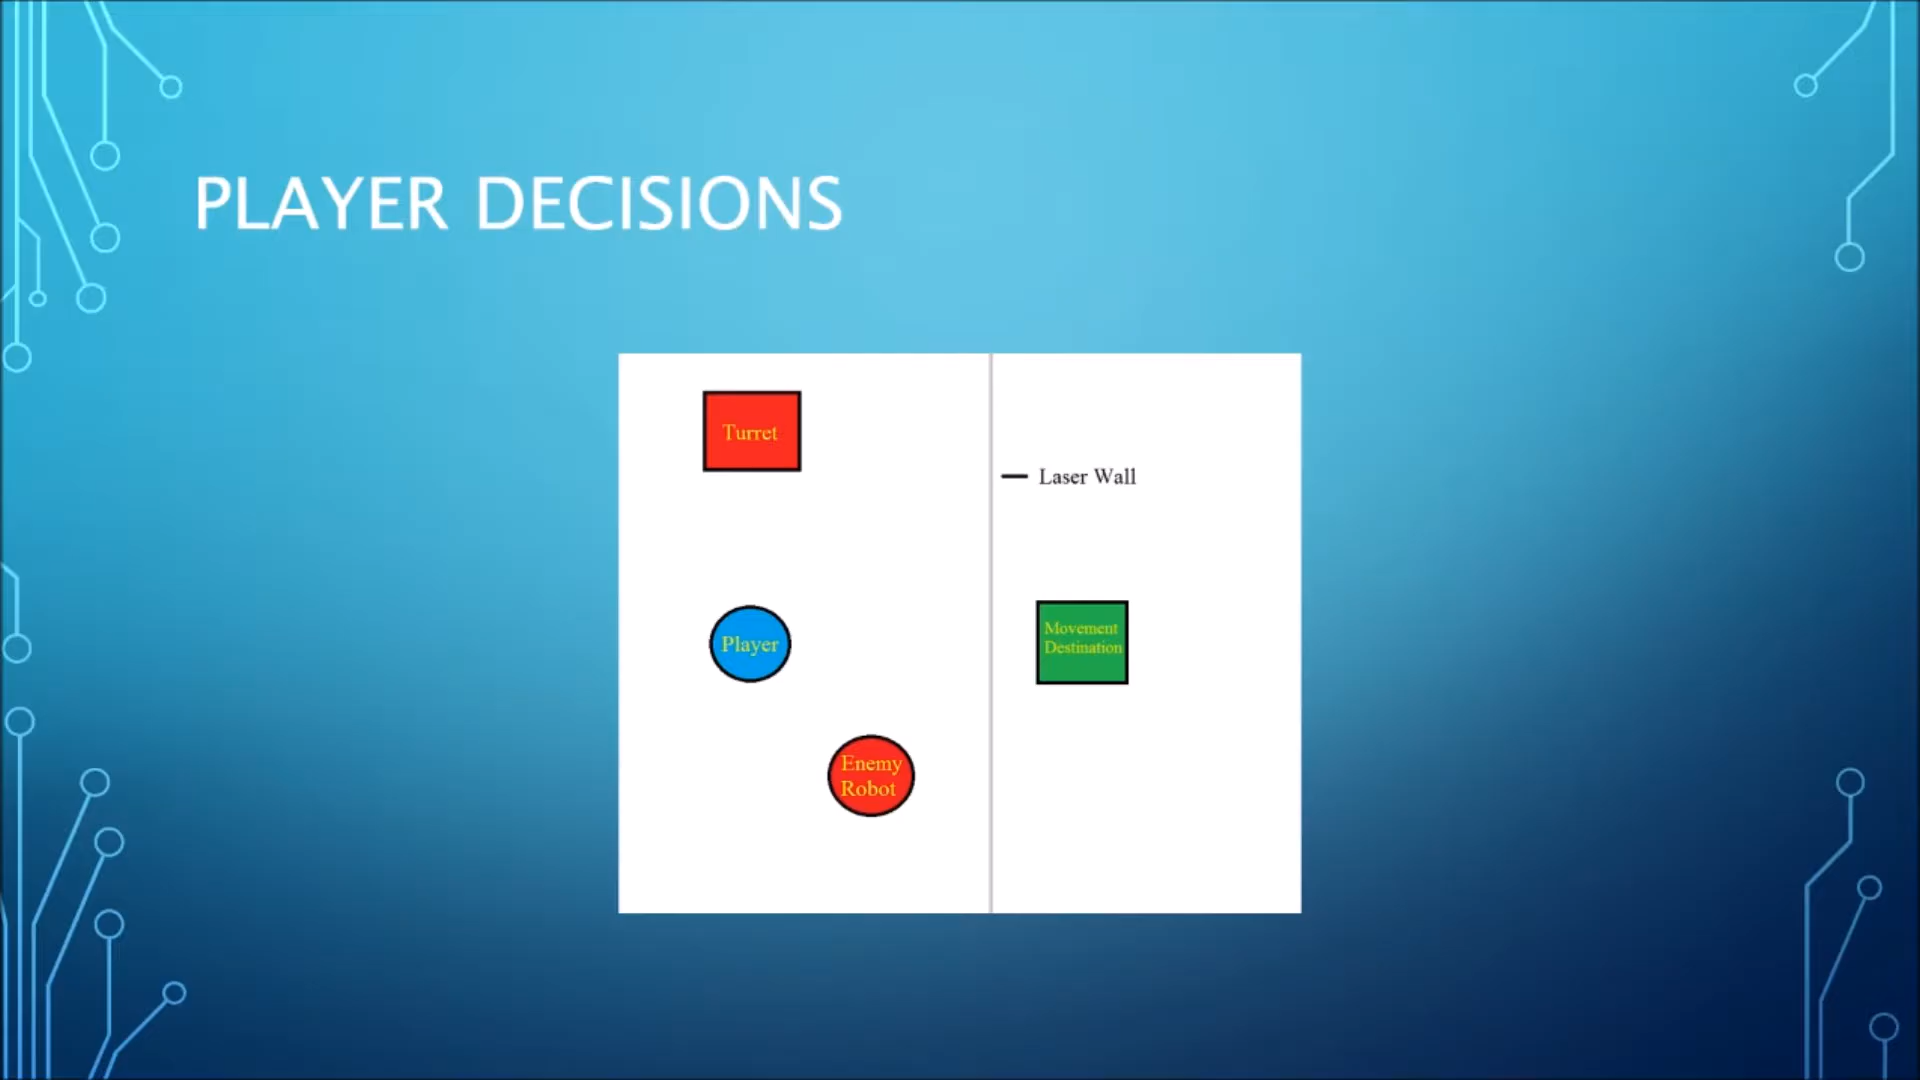 PLAYER DECISIONS
Turret
Laser Wall
Player
Movement
Destination
Enemy
Robot